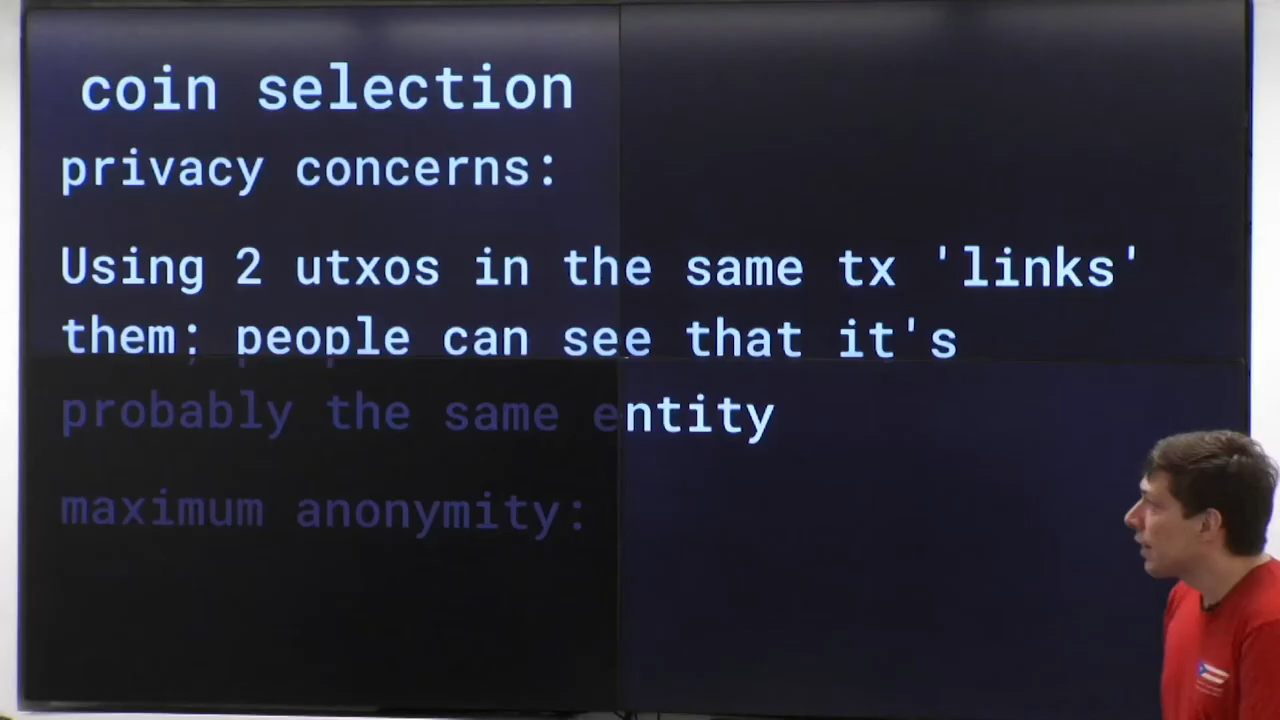 coin selection
privacy concerns:
Using 2 utxos in the same tx 'links'
them; people can see that it's
probably the same entity
maximum anonymity: